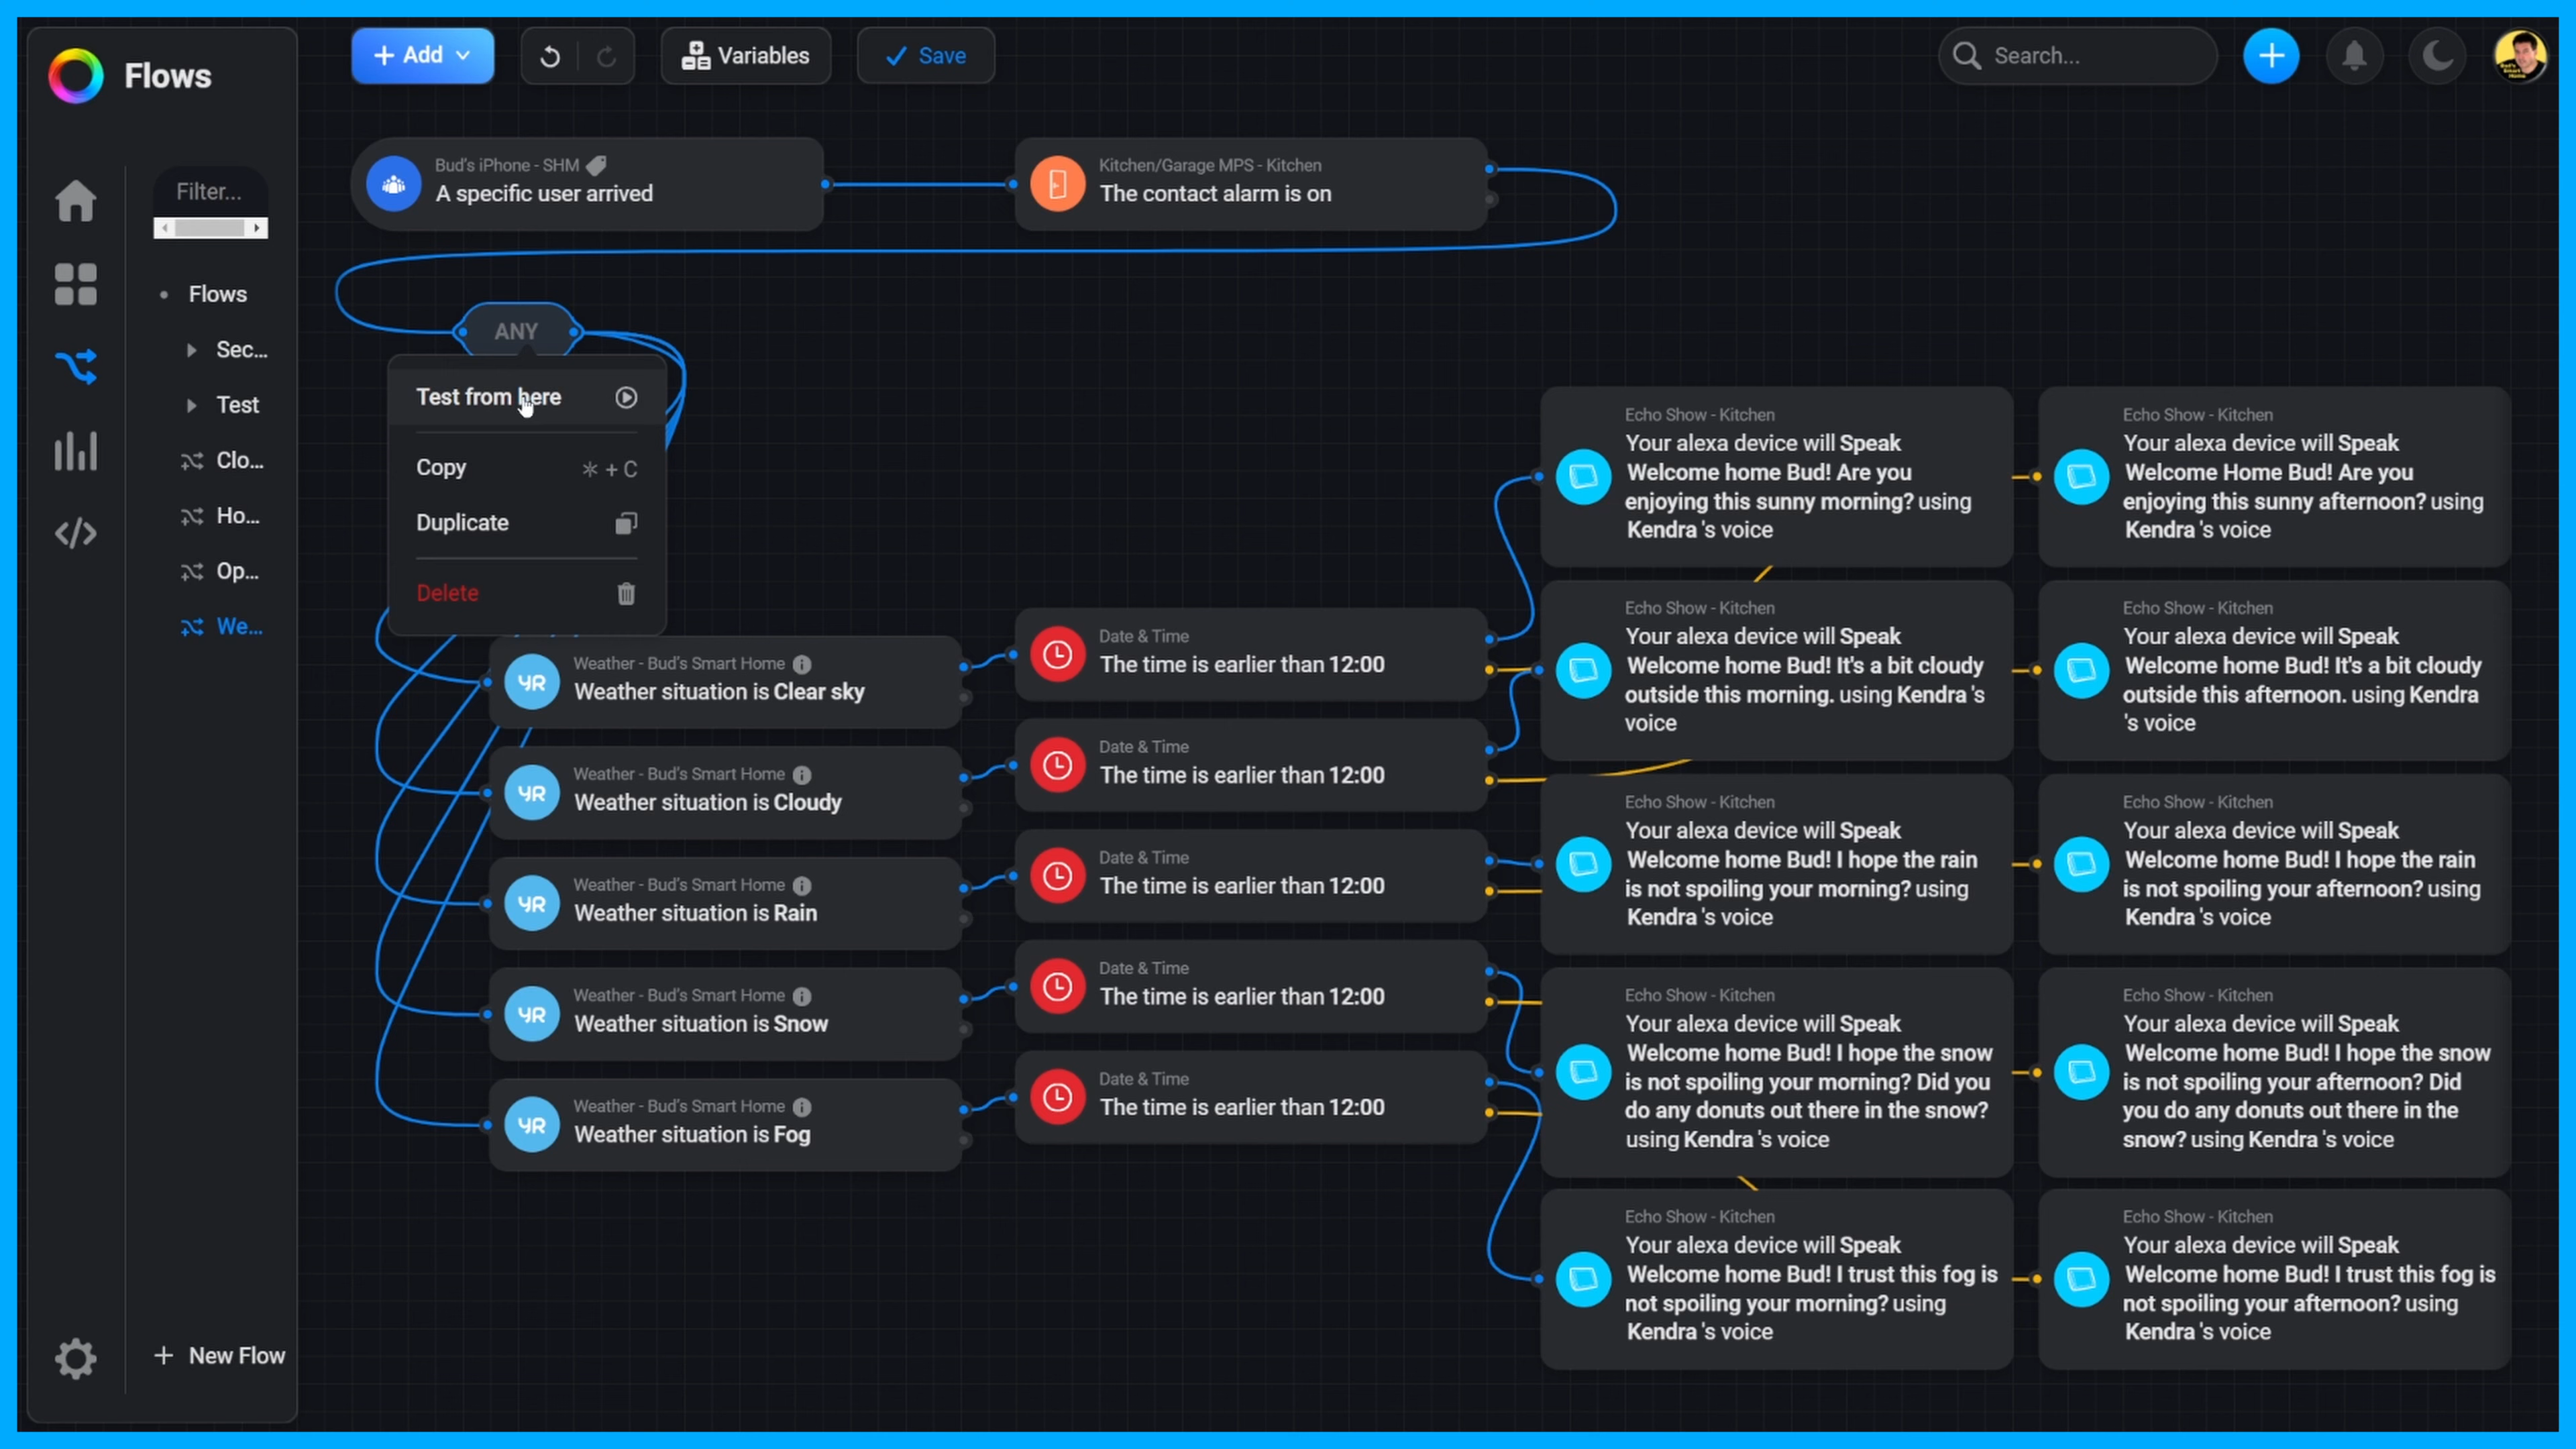 Flows
Add
Variables
Save
Search...
Filter...
Flows
Sec...
Test
Clo...
Ho...
Op...
We...
New Flow
Bud's iPhone - SHM
A specific user arrived
Kitchen/Garage MPS - Kitchen
The contact alarm is on
ANY
Test from here
Copy
+ C
Duplicate
Delete
Weather - Bud's Smart Home
Weather situation is Clear sky
Weather - Bud's Smart Home
Weather situation is Cloudy
Weather - Bud's Smart Home
Weather situation is Rain
Weather - Bud's Smart Home
Weather situation is Snow
Weather - Bud's Smart Home
Weather situation is Fog
YR
YR
YR
YR
YR
Date & Time
The time is earlier than 12:00
Date & Time
The time is earlier than 12:00
Date & Time
The time is earlier than 12:00
Date & Time
The time is earlier than 12:00
Date & Time
The time is earlier than 12:00
Echo Show - Kitchen
Your alexa device will Speak
Welcome home Bud! Are you
enjoying this sunny morning? using
Kendra 's voice
Echo Show - Kitchen
Your alexa device will Speak
Welcome Home Bud! Are you
enjoying this sunny afternoon? using
Kendra 's voice
Echo Show - Kitchen
Your alexa device will Speak
Welcome home Bud! It's a bit cloudy
outside this morning. using Kendra 's
voice
Echo Show - Kitchen
Your alexa device will Speak
Welcome home Bud! It's a bit cloudy
outside this afternoon. using Kendra
's voice
Echo Show - Kitchen
Your alexa device will Speak
Welcome home Bud! I hope the rain
is not spoiling your morning? using
Kendra 's voice
Echo Show - Kitchen
Your alexa device will Speak
Welcome home Bud! I hope the rain
is not spoiling your afternoon? using
Kendra 's voice
Echo Show - Kitchen
Your alexa device will Speak
Welcome home Bud! I hope the snow
is not spoiling your morning? Did you
do any donuts out there in the snow?
using Kendra 's voice
Echo Show - Kitchen
Your alexa device will Speak
Welcome home Bud! I hope the snow
is not spoiling your afternoon? Did
you do any donuts out there in the
snow? using Kendra 's voice
Echo Show - Kitchen
Your alexa device will Speak
Welcome home Bud! I trust this fog is
not spoiling your morning? using
Kendra 's voice
Echo Show - Kitchen
Your alexa device will Speak
Welcome home Bud! I trust this fog is
not spoiling your afternoon? using
Kendra 's voice